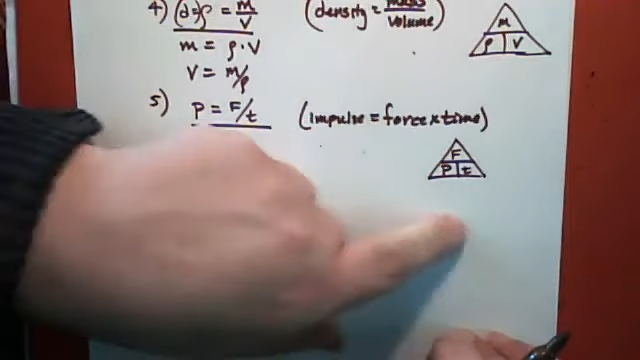 4) (d=)ρ = m/V (density = mass/volume) m ρ V
m = ρ·V
V = m/ρ
5) P = F/t (impulse = force x time)
F
P t